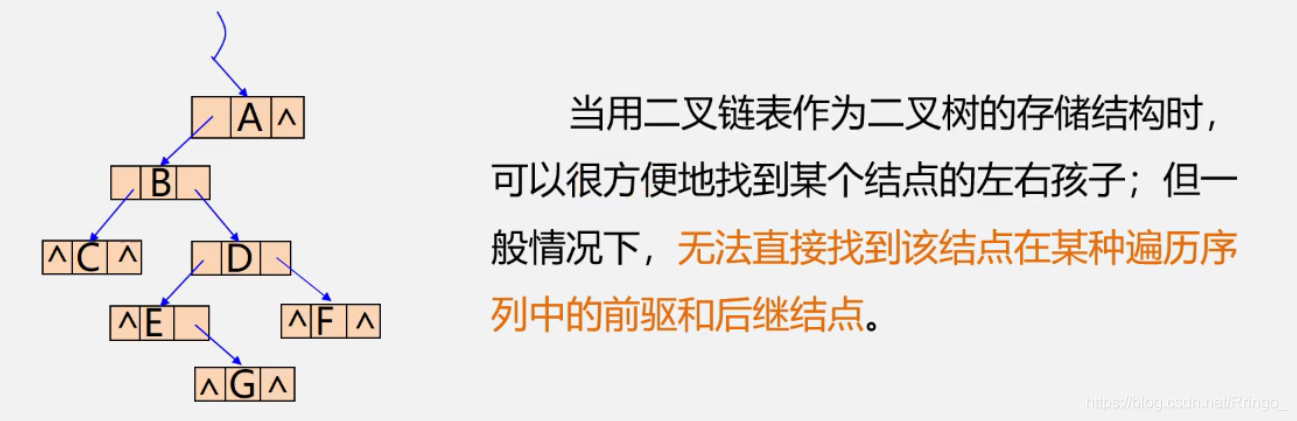 A ^
B
^ C ^
D
^ E
^ F ^
^ G ^
当用二叉链表作为二叉树的存储结构时，
可以很方便地找到某个结点的左右孩子；但一
般情况下，无法直接找到该结点在某种遍历序
列中的前驱和后继结点。
https://blog.csdn.net/Rringo_